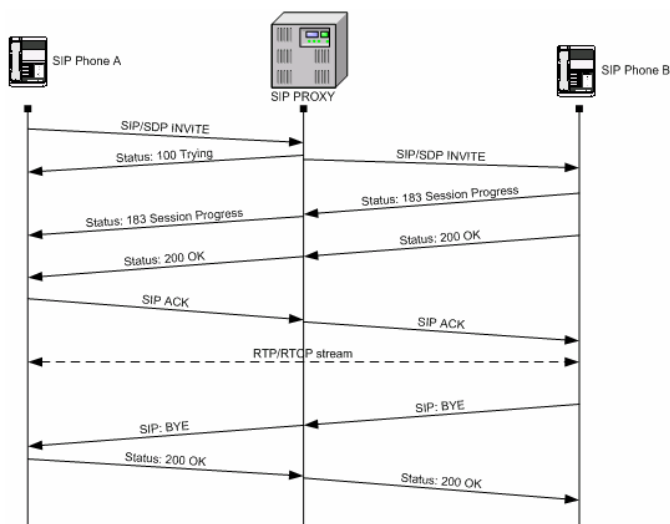 SIP Phone A
SIP PROXY
SIP Phone B
SIP/SDP INVITE
Status: 100 Trying
SIP/SDP INVITE
Status: 183 Session Progress
Status: 183 Session Progress
Status: 200 OK
Status: 200 OK
SIP ACK
SIP ACK
RTP/RTCP stream
SIP: BYE
SIP: BYE
Status: 200 OK
Status: 200 OK